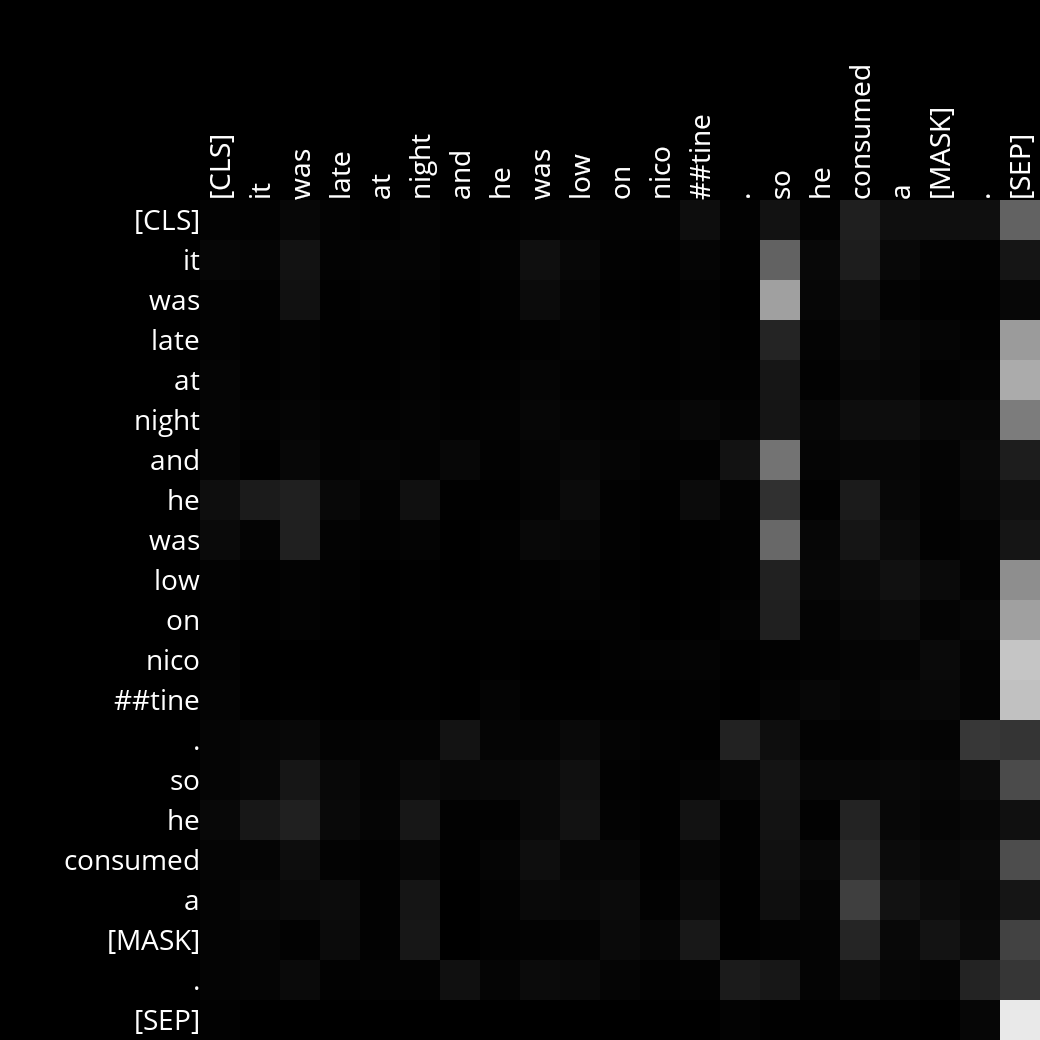 [CLS] it was late at night and he was low on nico ##tine . so he consumed a [MASK] . [SEP]
[CLS]
it
was
late
at
night
and
he
was
low
on
nico
##tine
.
so
he
consumed
a
[MASK]
.
[SEP]